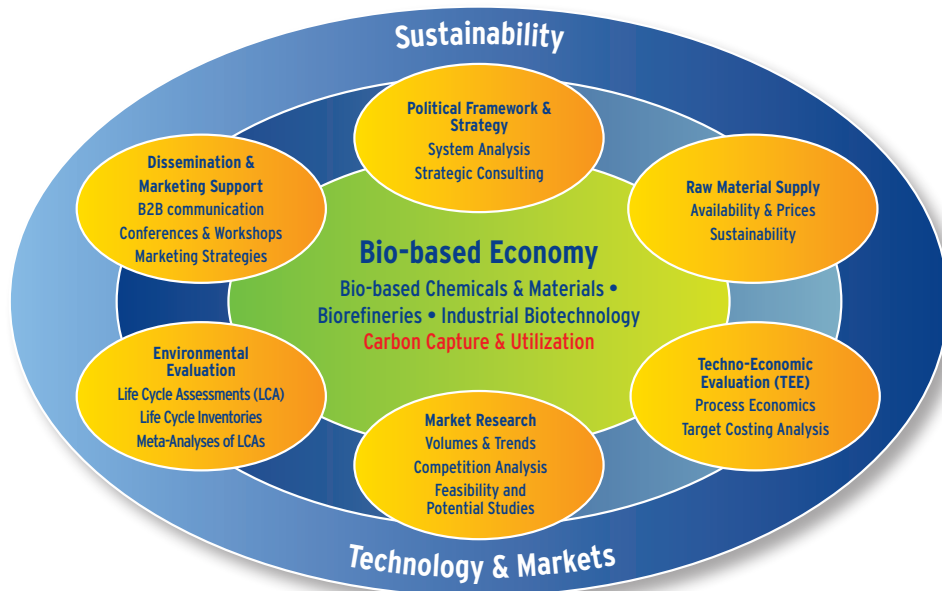 Sustainability
Political Framework &
Strategy
System Analysis
Strategic Consulting
Dissemination &
Marketing Support
B2B communication
Conferences & Workshops
Marketing Strategies
Raw Material Supply
Availability & Prices
Sustainability
Bio-based Economy
Bio-based Chemicals & Materials •
Biorefineries • Industrial Biotechnology
Carbon Capture & Utilization
Environmental
Evaluation
Life Cycle Assessments (LCA)
Life Cycle Inventories
Meta-Analyses of LCAs
Techno-Economic
Evaluation (TEE)
Process Economics
Target Costing Analysis
Market Research
Volumes & Trends
Competition Analysis
Feasibility and
Potential Studies
Technology & Markets